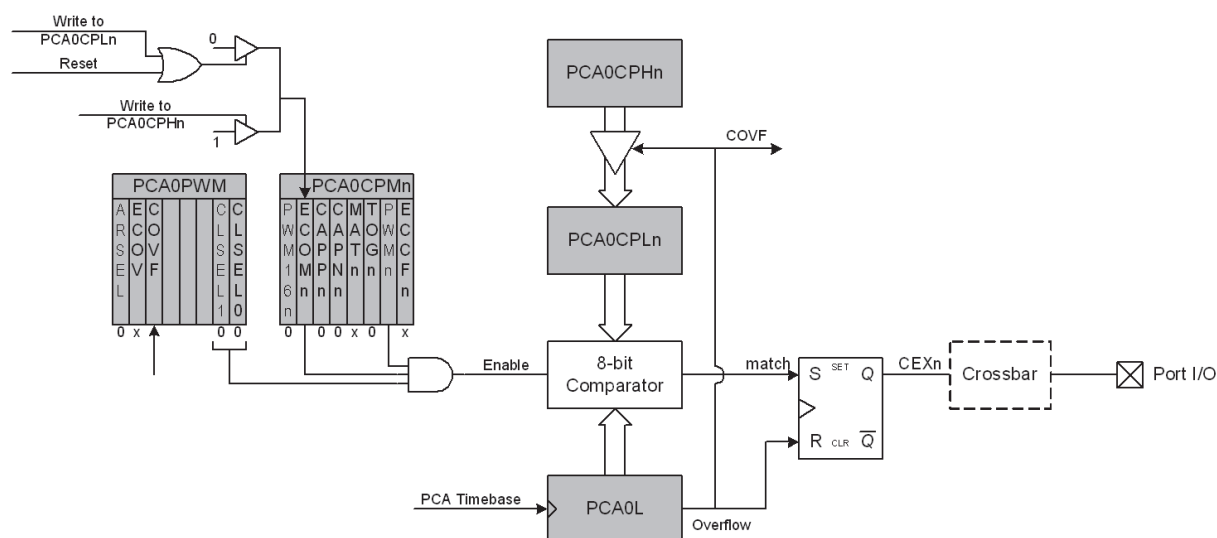 Write to
PCA0CPLn
Reset
0
Write to
PCA0CPHn
1
PCA0PWM
ARSEL ECOV COVF CLSEL1 CLSEL0
0 x 0 0
PCA0CPMn
PWM16n ECOMn CAPPn CAPNn MATn TOGn PWMn ECCFn
0 0 0 x 0 x
Enable
PCA0CPHn
COVF
PCA0CPLn
8-bit
Comparator
match
S SET Q
R CLR Q
CEXn
Crossbar
Port I/O
PCA Timebase
PCA0L
Overflow